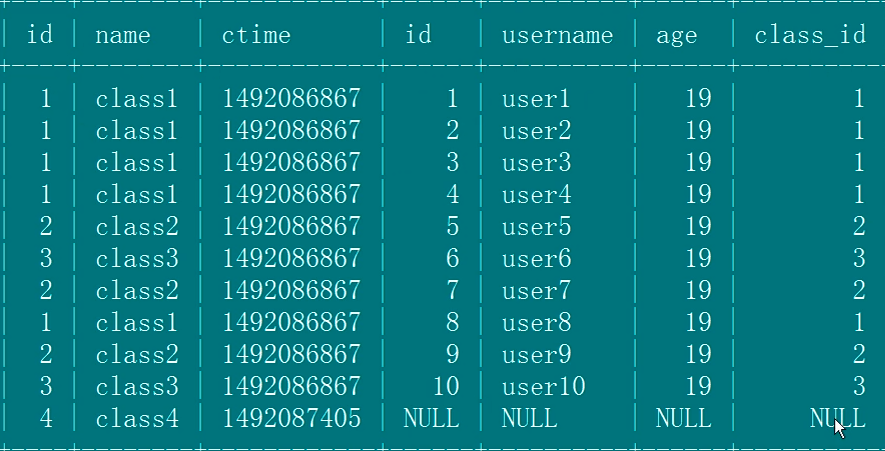 | id | name | ctime | id | username | age | class_id
| 1 | class1 | 1492086867 | 1 | user1 | 19 | 1
| 1 | class1 | 1492086867 | 2 | user2 | 19 | 1
| 1 | class1 | 1492086867 | 3 | user3 | 19 | 1
| 1 | class1 | 1492086867 | 4 | user4 | 19 | 1
| 2 | class2 | 1492086867 | 5 | user5 | 19 | 2
| 3 | class3 | 1492086867 | 6 | user6 | 19 | 3
| 2 | class2 | 1492086867 | 7 | user7 | 19 | 2
| 1 | class1 | 1492086867 | 8 | user8 | 19 | 1
| 2 | class2 | 1492086867 | 9 | user9 | 19 | 2
| 3 | class3 | 1492086867 | 10 | user10 | 19 | 3
| 4 | class4 | 1492087405 | NULL | NULL | NULL | NULL